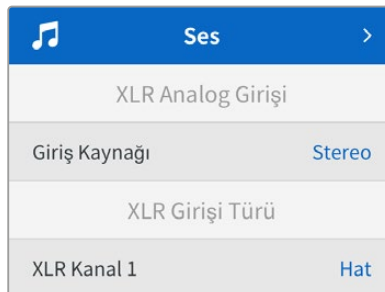 Ses
XLR Analog Girişi
Giriş Kaynağı Stereo
XLR Girişi Türü
XLR Kanal 1 Hat